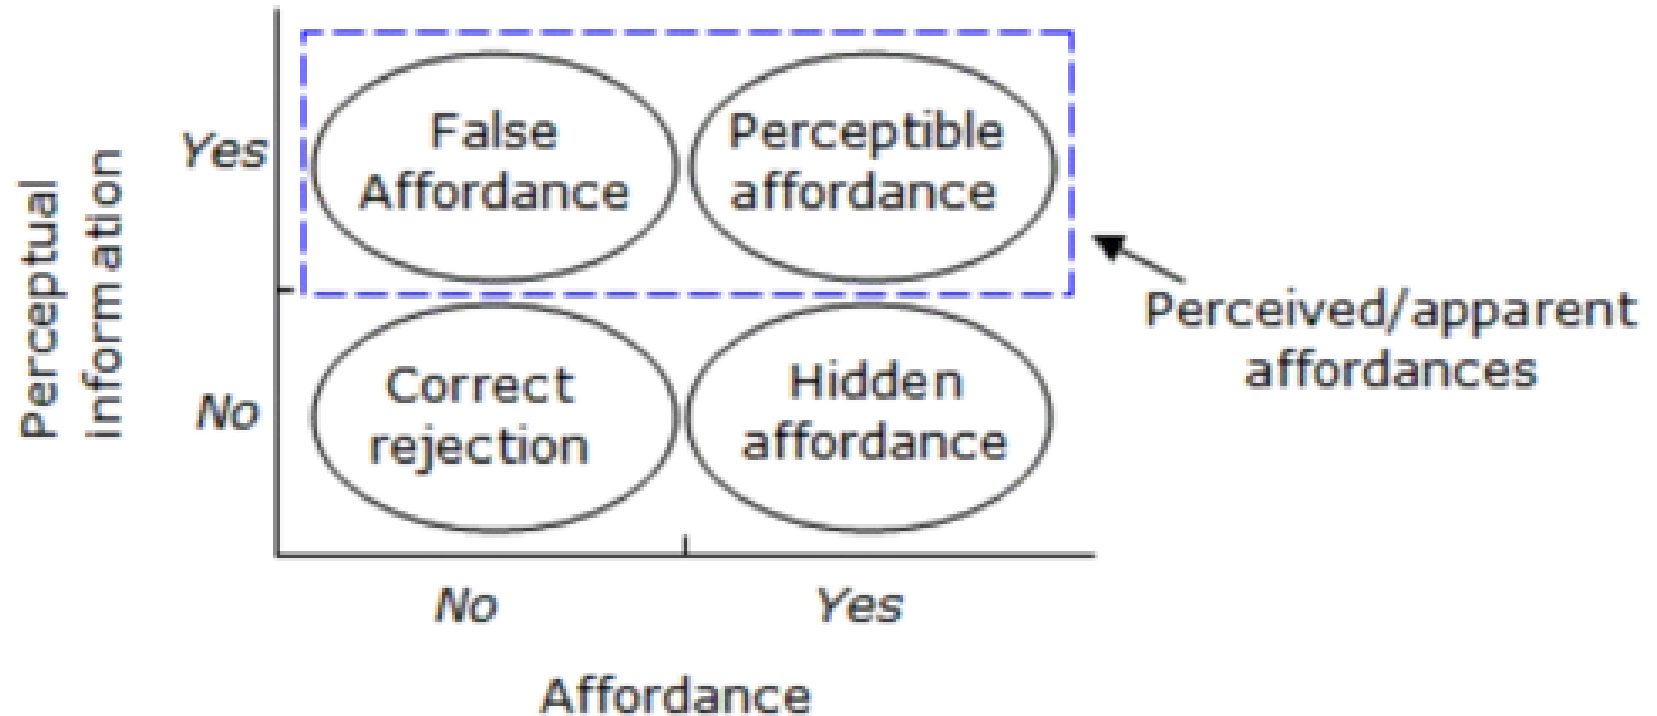 Perceptual
information
Yes
False
Affordance
Perceptible
affordance
Perceived/apparent
affordances
No
Correct
rejection
Hidden
affordance
No
Yes
Affordance